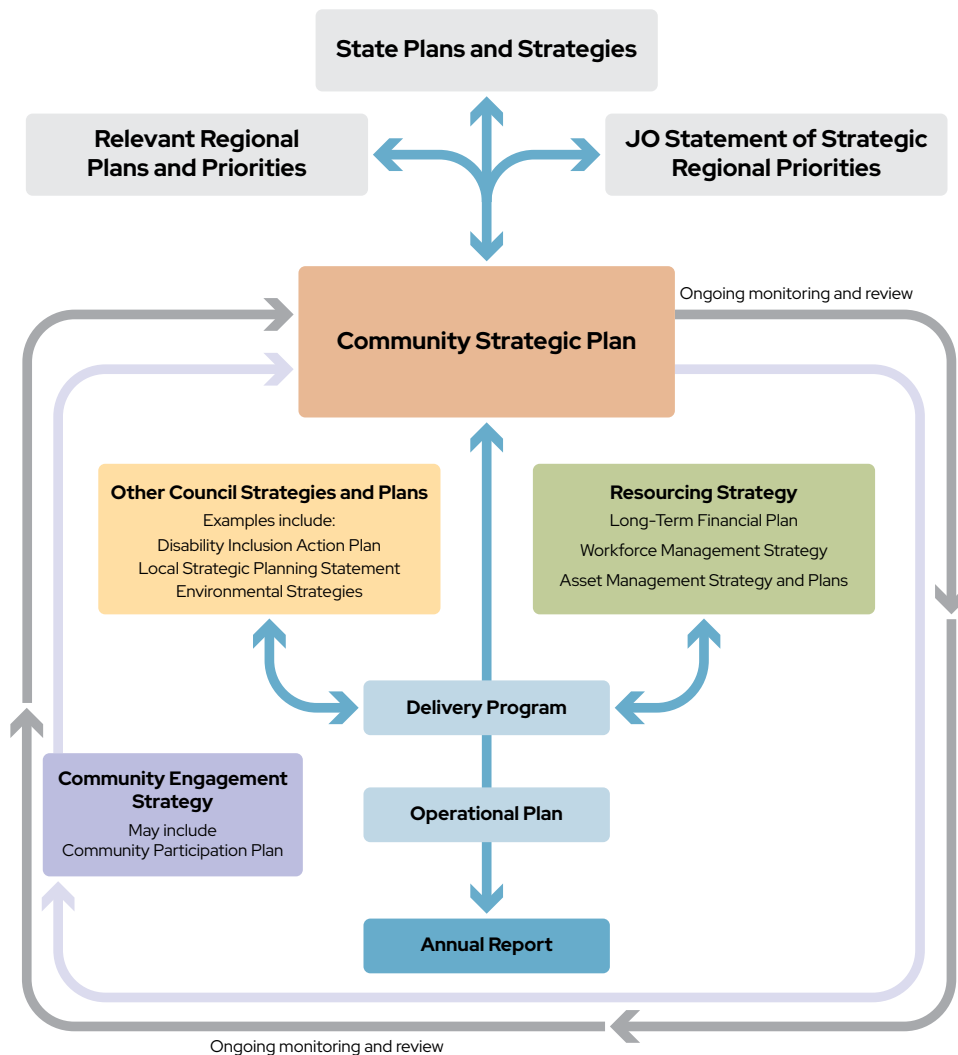 State Plans and Strategies
Relevant Regional
Plans and Priorities
JO Statement of Strategic
Regional Priorities
Ongoing monitoring and review
Community Strategic Plan
Other Council Strategies and Plans
Examples include:
Disability Inclusion Action Plan
Local Strategic Planning Statement
Environmental Strategies
Resourcing Strategy
Long-Term Financial Plan
Workforce Management Strategy
Asset Management Strategy and Plans
Delivery Program
Community Engagement
Strategy
May include
Community Participation Plan
Operational Plan
Annual Report
Ongoing monitoring and review